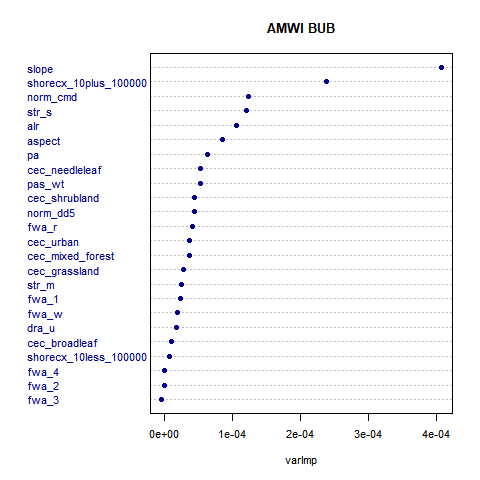 AMWI BUB
slope
shorecx_10plus_100000
norm_cmd
str_s
alr
aspect
pa
cec_needleleaf
pas_wt
cec_shrubland
norm_dd5
fwa_r
cec_urban
cec_mixed_forest
cec_grassland
str_m
fwa_1
fwa_w
dra_u
cec_broadleaf
shorecx_10less_100000
fwa_4
fwa_2
fwa_3
0e+00 1e-04 2e-04 3e-04 4e-04
varImp